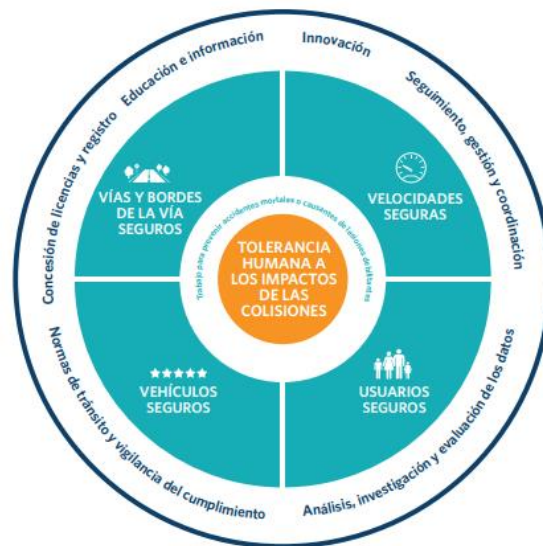 Educación e información
Innovación
Seguimiento, gestión y coordinación
Concesión de licencias y registro
VÍAS Y BORDES
DE LA VÍA
SEGUROS
VELOCIDADES
SEGURAS
Trabajo para prevenir accidentes mortales o causantes de lesiones debilitantes
TOLERANCIA
HUMANA A
LOS IMPACTOS
DE LAS
COLISIONES
VEHÍCULOS
SEGUROS
USUARIOS
SEGUROS
Normas de tránsito y vigilancia del cumplimiento
Análisis, investigación y evaluación de los datos